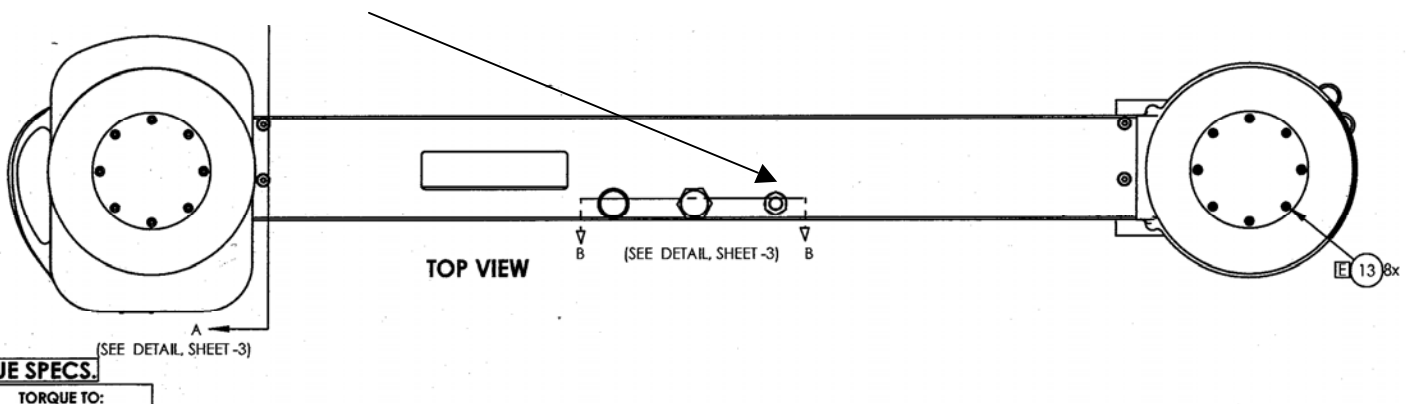 B
(SEE DETAIL, SHEET -3)
B
TOP VIEW
E 13 8x
A
(SEE DETAIL, SHEET -3)
UE SPECS.
TORQUE TO: